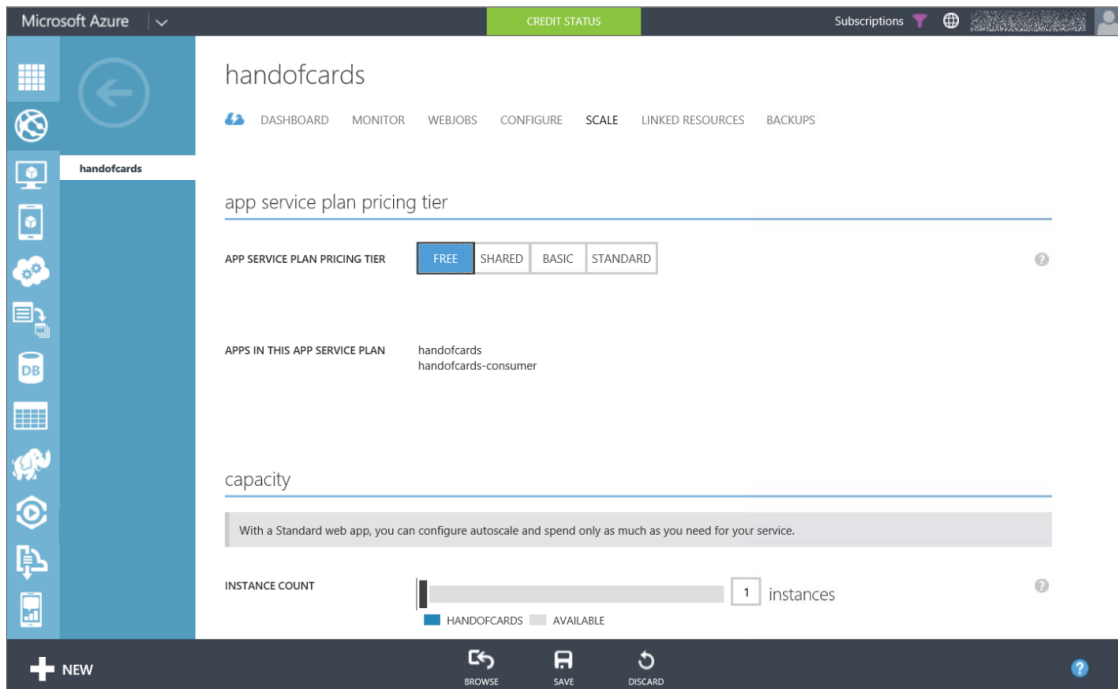 Microsoft Azure
CREDIT STATUS
Subscriptions
handofcards
handofcards
DASHBOARD MONITOR WEBJOBS CONFIGURE SCALE LINKED RESOURCES BACKUPS
app service plan pricing tier
APP SERVICE PLAN PRICING TIER FREE SHARED BASIC STANDARD ?
APPS IN THIS APP SERVICE PLAN handofcards
handofcards-consumer
DB
capacity
With a Standard web app, you can configure autoscale and spend only as much as you need for your service.
INSTANCE COUNT 1 instances ?
HANDOFCARDS AVAILABLE
NEW
BROWSE SAVE DISCARD ?